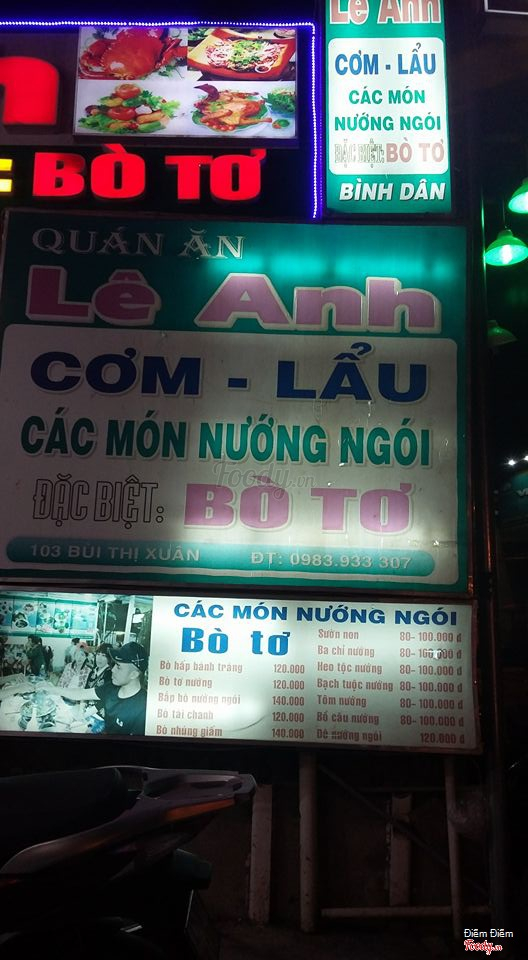 : BÒ TƠ
Lê Anh
CƠM - LẨU
CÁC MÓN
NƯỚNG NGÓI
ĐẶC BIỆT: BÒ TƠ
BÌNH DÂN
QUÁN ĂN
Lê Anh
CƠM - LẨU
CÁC MÓN NƯỚNG NGÓI
Foody.vn
ĐẶC BIỆT: BÒ TƠ
103 BÙI THỊ XUÂN ĐT: 0983.933 307
CÁC MÓN NƯỚNG NGÓI
Bò tơ
Bò hấp bánh tráng 120.000
Bò tơ nướng 120.000
Bắp bò nướng ngói 140.000
Bò tái chanh 120.000
Bò nhúng giấm 140.000
Sườn non 80- 100.000 đ
Ba chỉ nướng 80- 100.000 đ
Heo tộc nướng 80- 100.000 đ
Bạch tuộc nướng 80- 100.000 đ
Tôm nướng 80- 100.000 đ
Bồ câu nướng 80- 100.000 đ
Dê nướng ngói 120.000 đ
Điêm Điêm
Foody.vn